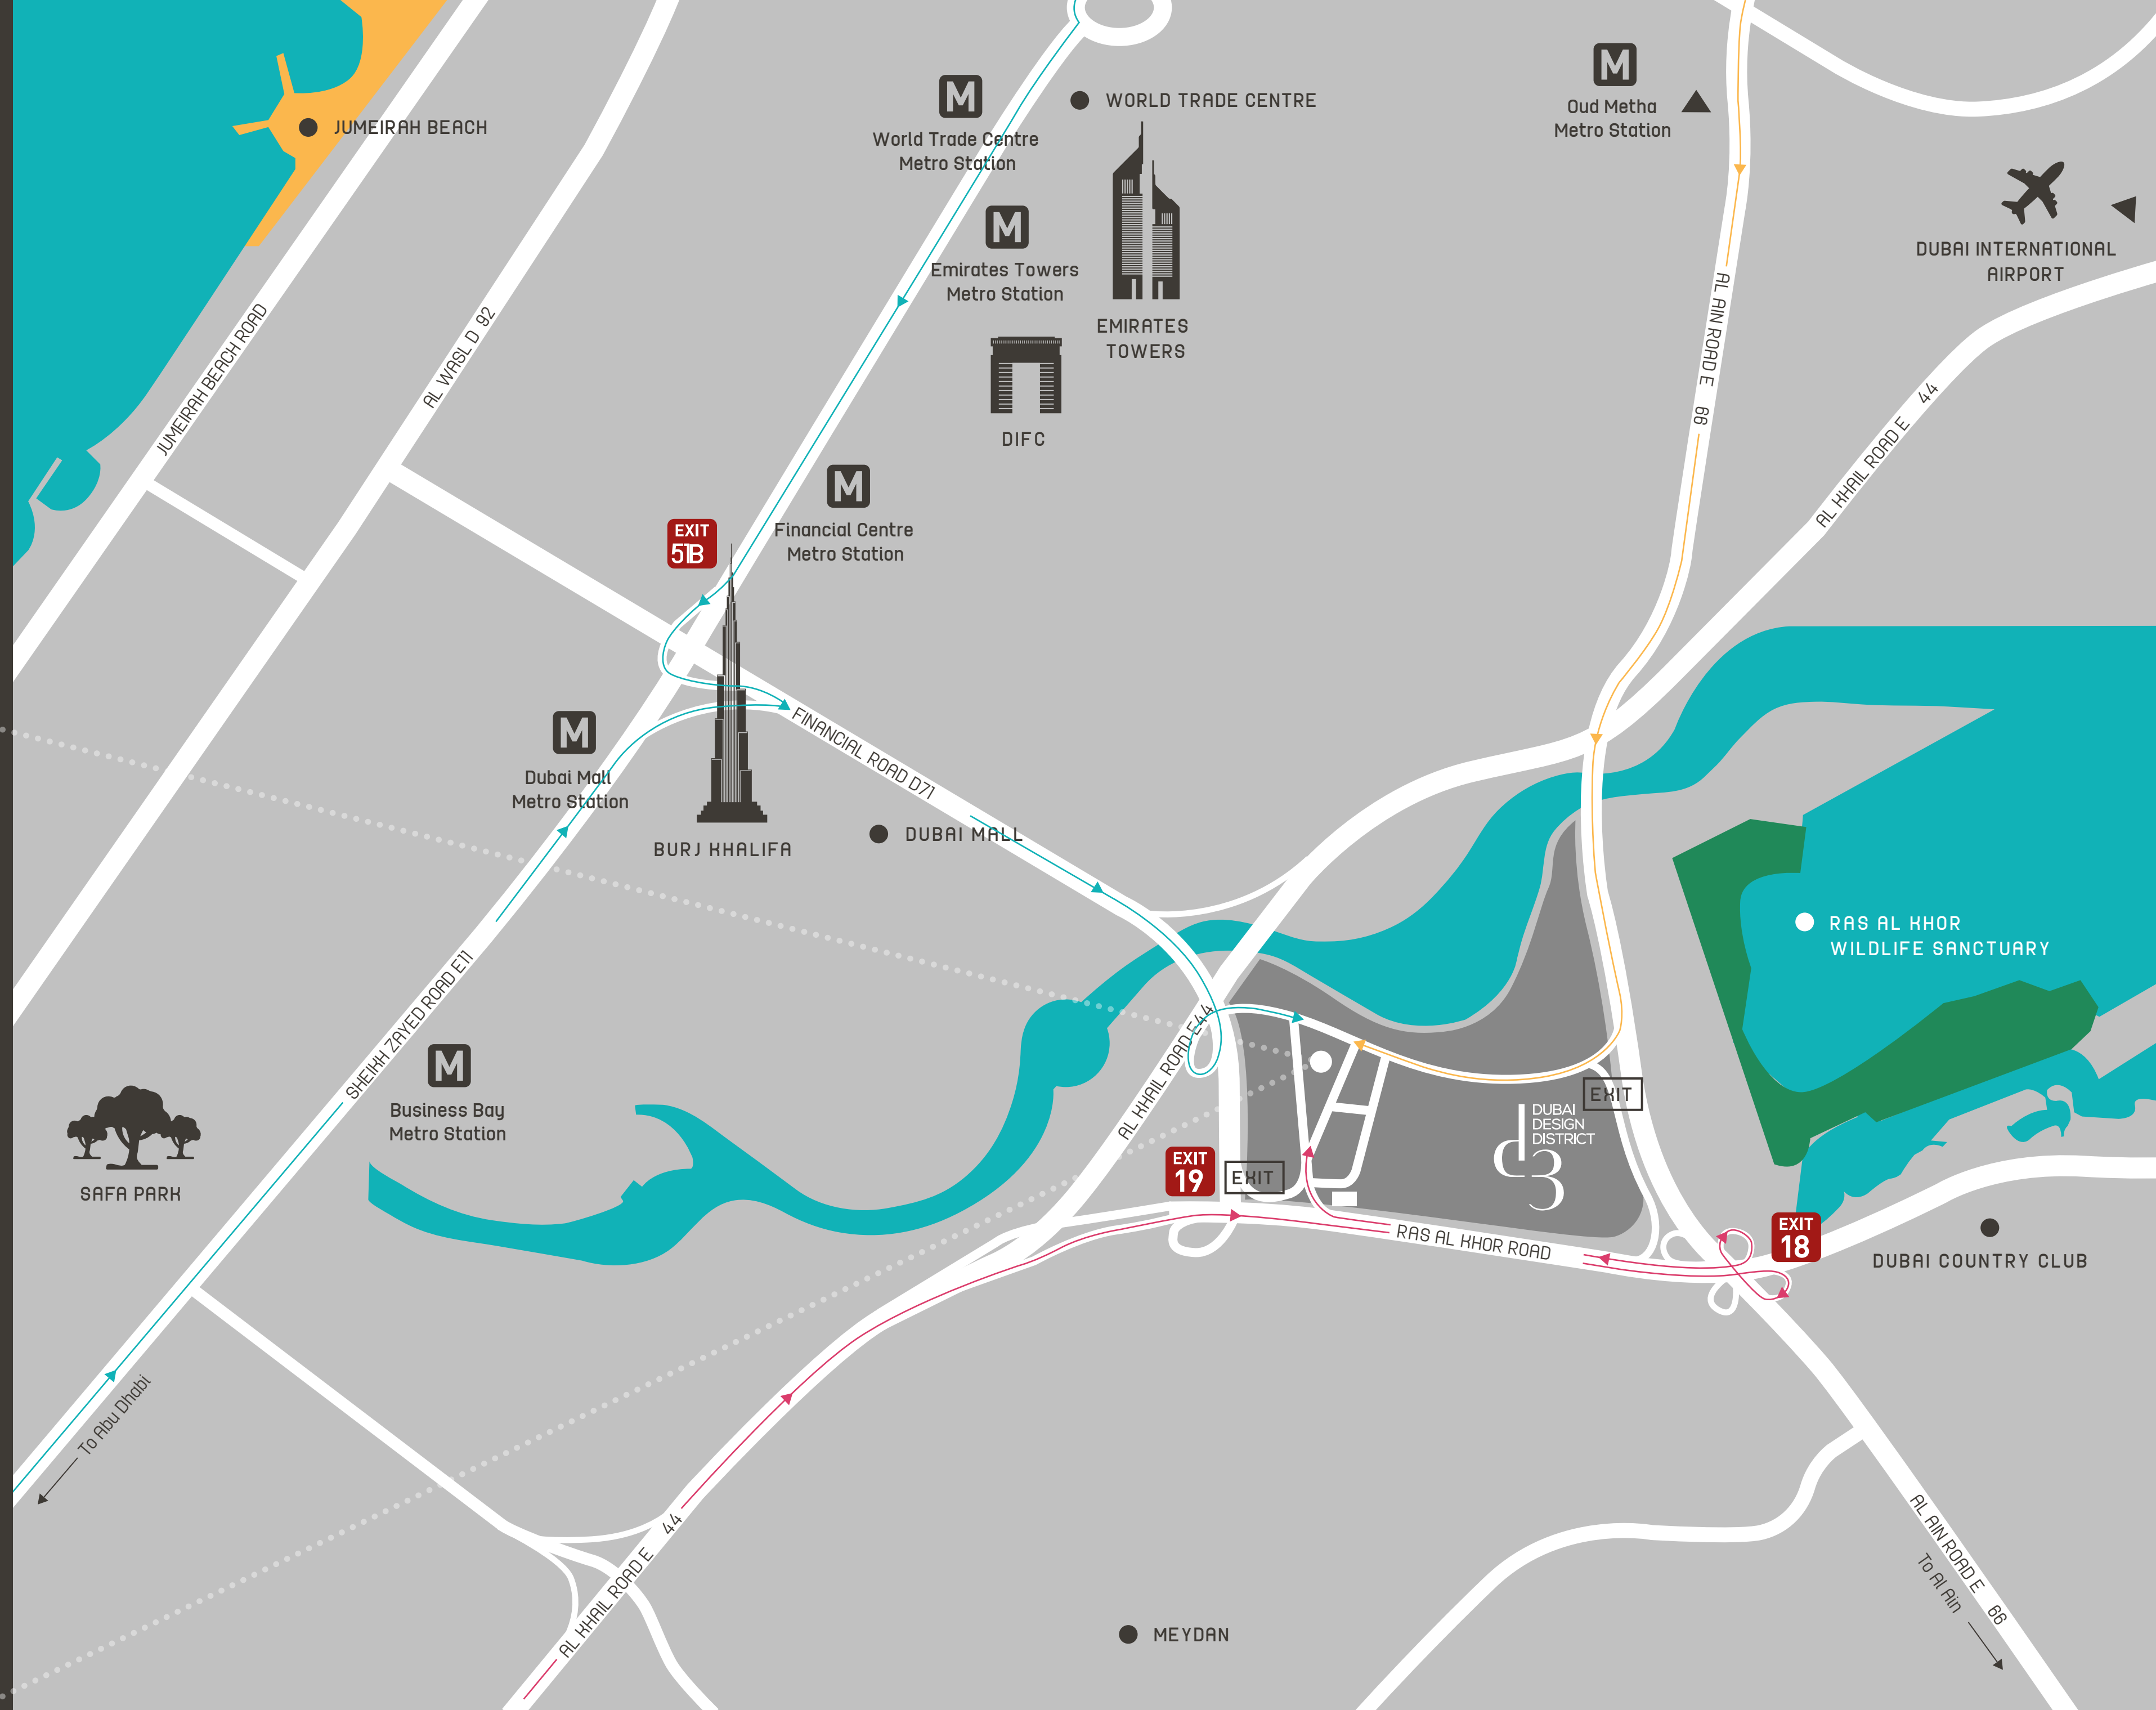 JUMEIRAH BEACH
M
World Trade Centre
Metro Station
WORLD TRADE CENTRE
M
Oud Metha
Metro Station
DUBAI INTERNATIONAL
AIRPORT
M
Emirates Towers
Metro Station
EMIRATES
TOWERS
DIFC
JUMEIRAH BEACH ROAD
AL WASL D 92
AL AIN ROAD E 66
AL KHAIL ROAD E 44
M
Financial Centre
Metro Station
EXIT
51B
M
Dubai Mall
Metro Station
FINANCIAL ROAD D71
BURJ KHALIFA
DUBAI MALL
RAS AL KHOR
WILDLIFE SANCTUARY
SHEIKH ZAYED ROAD E11
M
Business Bay
Metro Station
AL KHAIL ROAD E44
SAFA PARK
EXIT
19
EXIT
EXIT
DUBAI
DESIGN
DISTRICT
d3
RAS AL KHOR ROAD
EXIT
18
DUBAI COUNTRY CLUB
To Abu Dhabi
AL KHAIL ROAD E 44
MEYDAN
AL AIN ROAD E 66
To Al Ain